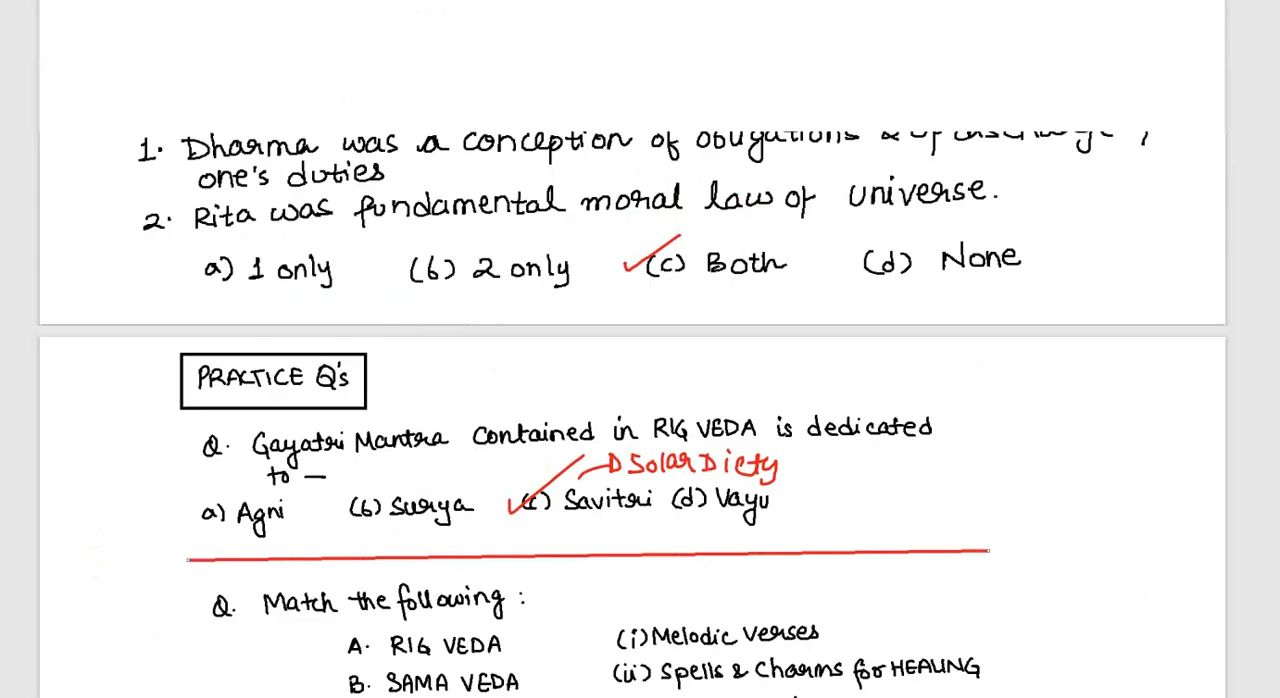 1. Dharma was a conception of obligations &
one's duties
2. Rita was fundamental moral law of universe.
a) 1 only (b) 2 only (c) Both (d) None
PRACTICE Q's
Q. Gayatri Mantra contained in RIG VEDA is dedicated
to —
Solar Diety
a) Agni (b) Surya (c) Savitri (d) Vayu
Q. Match the following :
A. RIG VEDA (i) Melodic Verses
B. SAMA VEDA (ii) Spells & Charms for HEALING